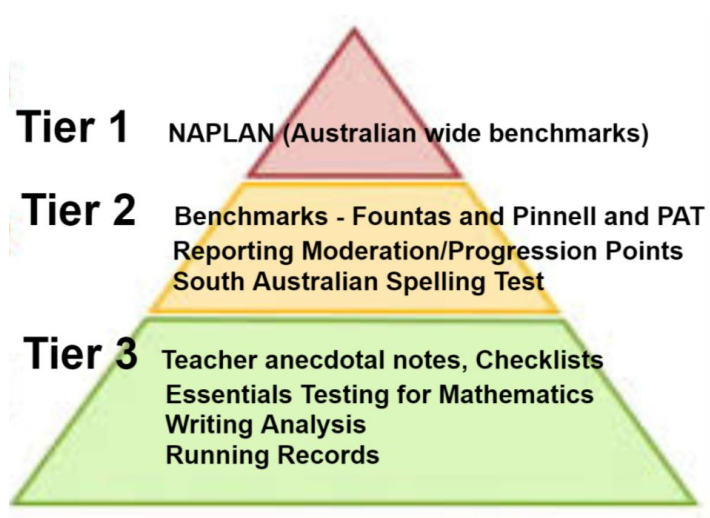 Tier 1 NAPLAN (Australian wide benchmarks)
Tier 2 Benchmarks - Fountas and Pinnell and PAT
Reporting Moderation/Progression Points
South Australian Spelling Test
Tier 3 Teacher anecdotal notes, Checklists
Essentials Testing for Mathematics
Writing Analysis
Running Records